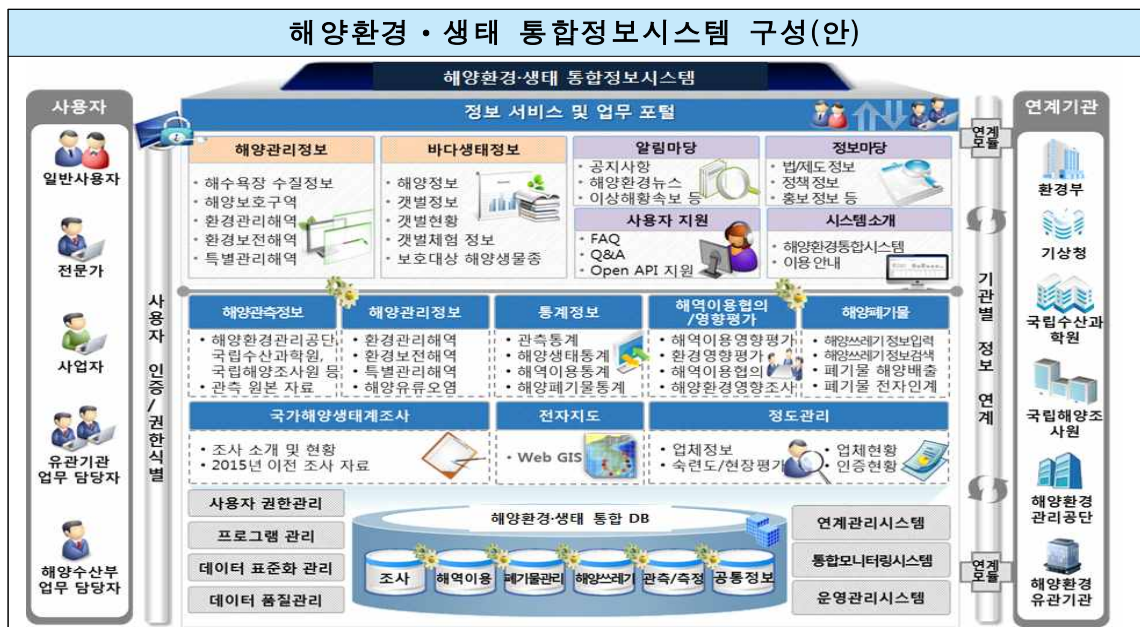 해양환경・생태 통합정보시스템 구성(안)
해양환경·생태 통합정보시스템
정보 서비스 및 업무 포털
사용자
일반사용자
전문가
사업자
유관기관
업무 담당자
해양수산부
업무 담당자
사용자 인증/권한식별
해양관리정보
• 해수욕장 수질정보
• 해양보호구역
• 환경관리해역
• 환경보전해역
• 특별관리해역
바다생태정보
• 해양정보
• 갯벌정보
• 갯벌현황
• 갯벌체험 정보
• 보호대상 해양생물종
알림마당
• 공지사항
• 해양환경뉴스
• 이상해황속보 등
정보마당
• 법/제도 정보
• 정책 정보
• 홍보 정보 등
사용자 지원
• FAQ
• Q&A
• Open API 지원
시스템소개
• 해양환경통합시스템
• 이용 안내
해양관측정보
• 해양환경관리공단,
국립수산과학원,
국립해양조사원 등
• 관측 원본 자료
해양관리정보
• 환경관리해역
• 환경보전해역
• 특별관리해역
• 해양유류오염
통계정보
• 관측통계
• 해양생태통계
• 해역이용통계
• 해양폐기물통계
해역이용협의
/영향평가
• 해역이용영향평가
• 환경영향평가
• 해역이용협의
• 해양환경영향조사
해양폐기물
• 해양쓰레기 정보입력
• 해양쓰레기 정보검색
• 폐기물 해양배출
• 폐기물 전자인계
국가해양생태계조사
• 조사 소개 및 현황
• 2015년 이전 조사 자료
전자지도
• Web GIS
정도관리
• 업체정보
• 숙련도/현장평가
• 업체현황
• 인증현황
사용자 권한관리
프로그램 관리
데이터 표준화 관리
데이터 품질관리
해양환경·생태 통합 DB
조사
해역이용
폐기물관리
해양쓰레기
관측/측정
공통정보
연계관리시스템
통합모니터링시스템
운영관리시스템
연계
모듈
기관별 정보 연계
연계
모듈
연계기관
환경부
기상청
국립수산과
학원
국립해양조
사원
해양환경
관리공단
해양환경
유관기관